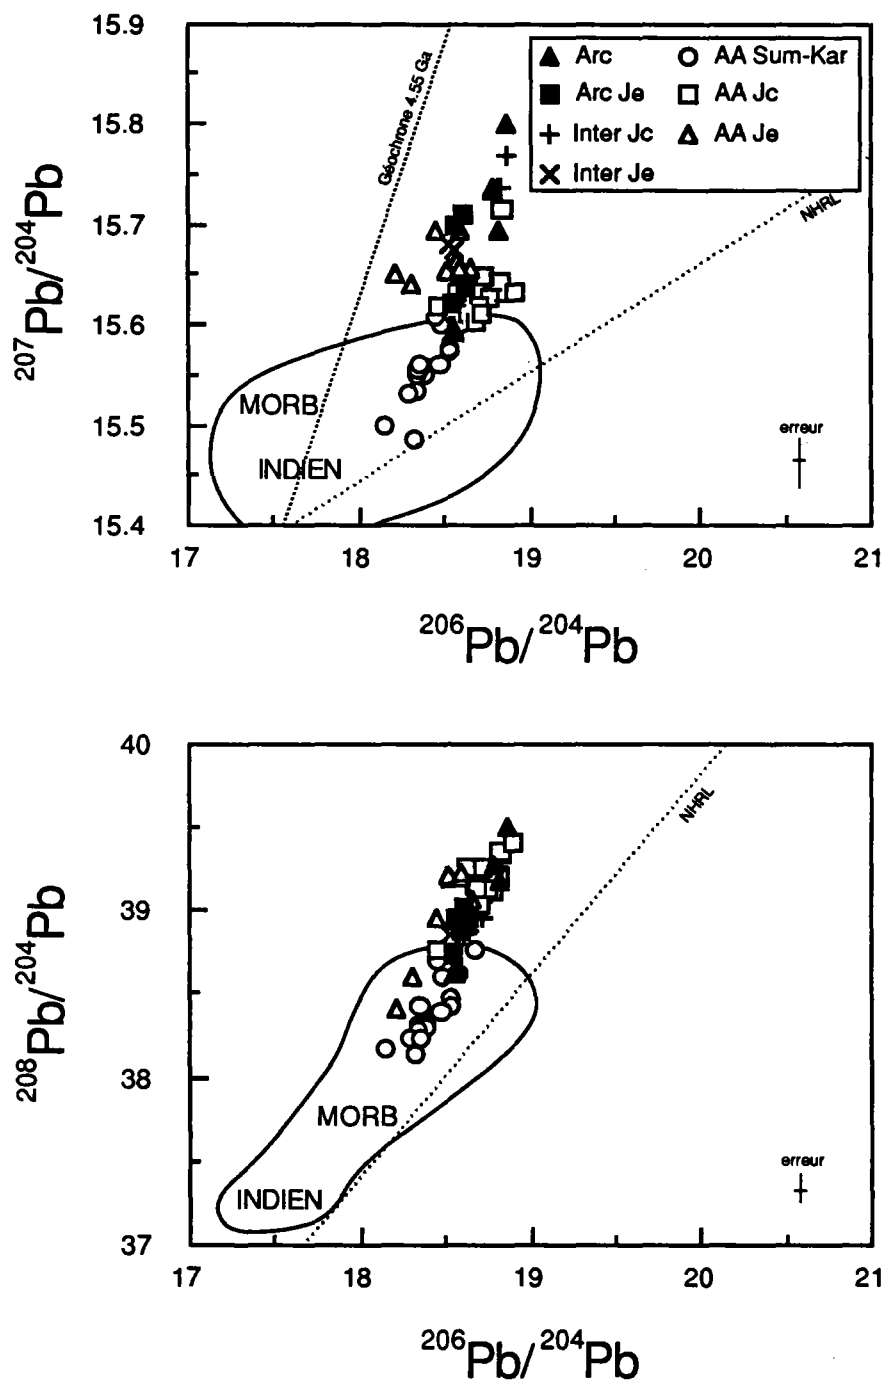 15.9
15.8
15.7
15.6
15.5
15.4
207Pb/204Pb
Géochrone 4.55 Ga
▲ Arc ○ AA Sum-Kar
■ Arc Je □ AA Jc
+ Inter Jc △ AA Je
× Inter Je
NHRL
MORB
INDIEN
erreur
17 18 19 20 21
206Pb/204Pb
40
39
38
37
208Pb/204Pb
NHRL
MORB
INDIEN
erreur
17 18 19 20 21
206Pb/204Pb